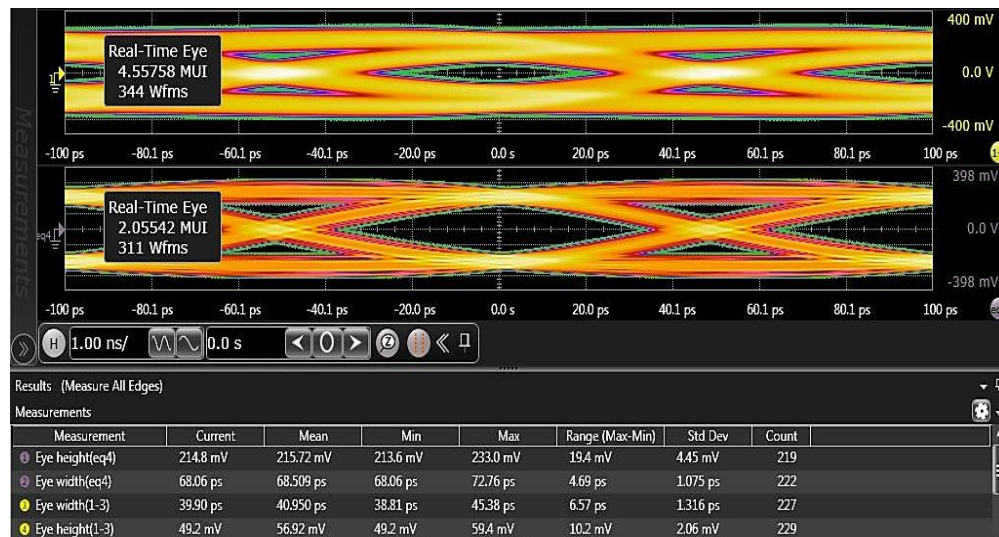 400 mV
Real-Time Eye
4.55758 MUI
344 Wfms
0.0 V
-400 mV
Measurements
-100 ps -80.1 ps -60.1 ps -40.1 ps -20.0 ps 0.0 s 20.0 ps 40.1 ps 60.1 ps 80.1 ps 100 ps
398 mV
Real-Time Eye
2.05542 MUI
311 Wfms
eq4
0.0 V
-398 mV
-100 ps -80.1 ps -60.1 ps -40.1 ps -20.0 ps 0.0 s 20.0 ps 40.1 ps 60.1 ps 80.1 ps 100 ps
H 1.00 ns/ 0.0 s 0
Results (Measure All Edges)
Measurements
Measurement Current Mean Min Max Range (Max-Min) Std Dev Count
1 Eye height(eq4) 214.8 mV 215.72 mV 213.6 mV 233.0 mV 19.4 mV 4.45 mV 219
2 Eye width(eq4) 68.06 ps 68.509 ps 68.06 ps 72.76 ps 4.69 ps 1.075 ps 222
3 Eye width(1-3) 39.90 ps 40.950 ps 38.81 ps 45.38 ps 6.57 ps 1.316 ps 227
4 Eye height(1-3) 49.2 mV 56.92 mV 49.2 mV 59.4 mV 10.2 mV 2.06 mV 229